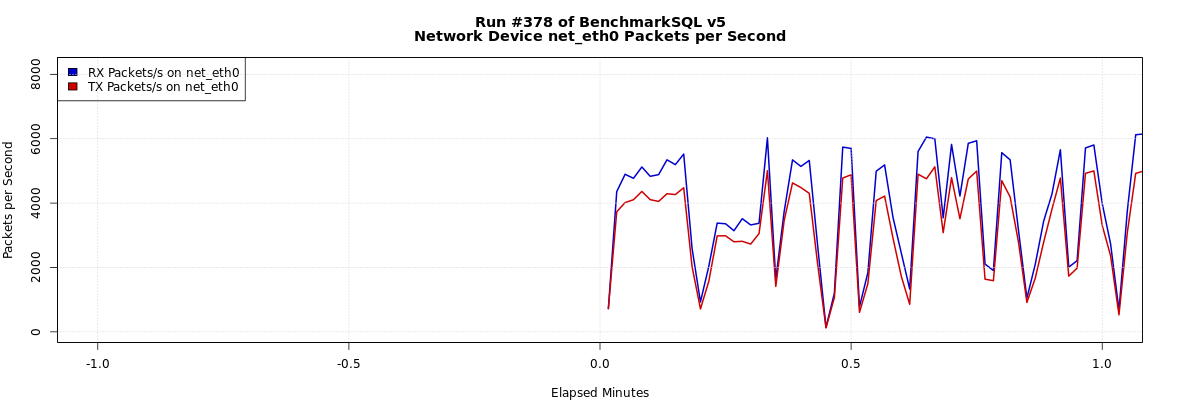 Run #378 of BenchmarkSQL v5
Network Device net_eth0 Packets per Second
RX Packets/s on net_eth0
TX Packets/s on net_eth0
Packets per Second
8000
6000
4000
2000
0
-1.0
-0.5
0.0
0.5
1.0
Elapsed Minutes